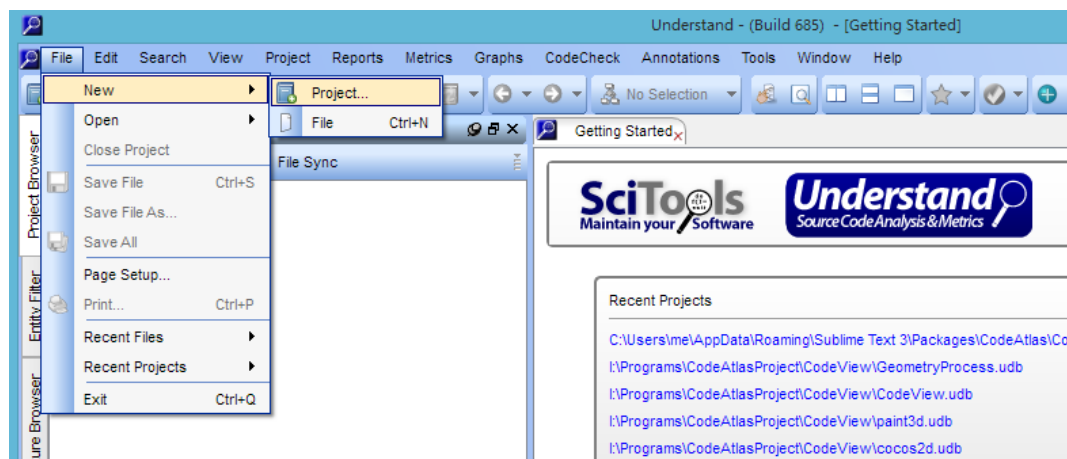 Understand - (Build 685) - [Getting Started]
File Edit Search View Project Reports Metrics Graphs CodeCheck Annotations Tools Window Help
New
Project...
File Ctrl+N
Open
Close Project
Save File Ctrl+S
Save File As...
Save All
Page Setup...
Print... Ctrl+P
Recent Files
Recent Projects
Exit Ctrl+Q
No Selection
Project Browser
Entity Filter
ure Browser
File Sync
Getting Started
SciTools
Maintain your Software
Understand
Source Code Analysis & Metrics
Recent Projects
C:\Users\me\AppData\Roaming\Sublime Text 3\Packages\CodeAtlas\Co
I:\Programs\CodeAtlasProject\CodeView\GeometryProcess.udb
I:\Programs\CodeAtlasProject\CodeView\CodeView.udb
I:\Programs\CodeAtlasProject\CodeView\paint3d.udb
I:\Programs\CodeAtlasProject\CodeView\cocos2d.udb